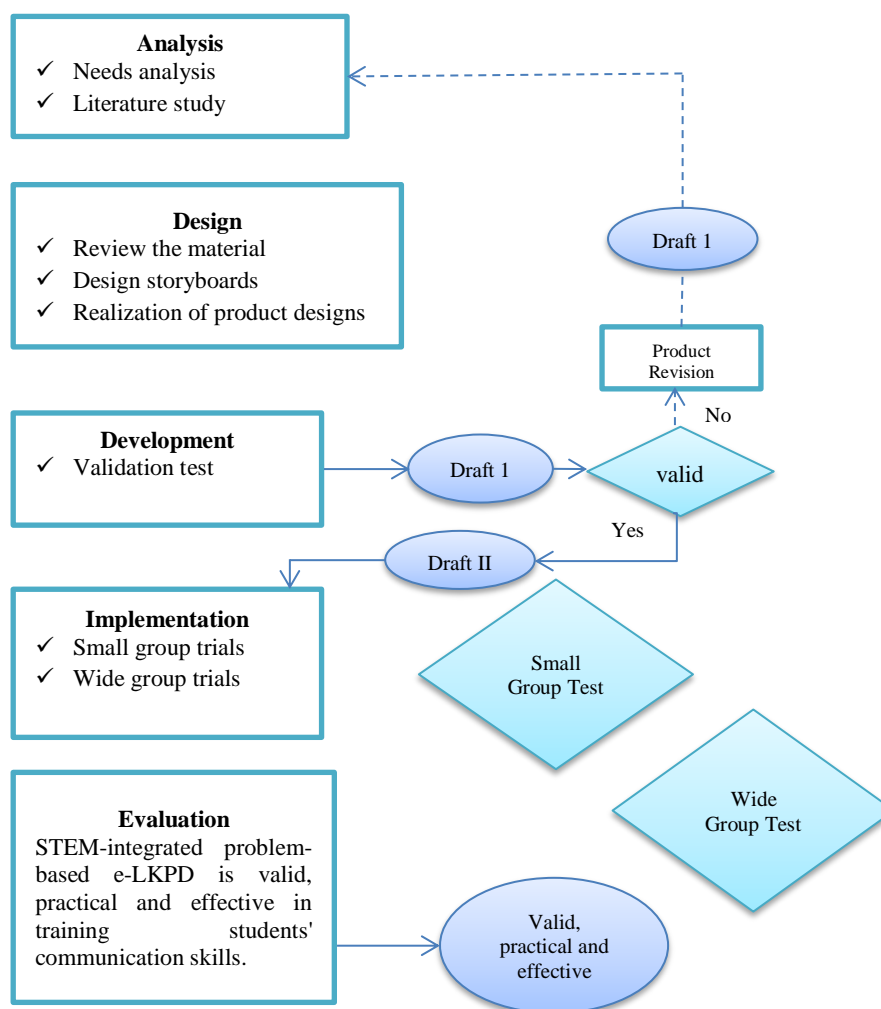 Analysis
✓ Needs analysis
✓ Literature study
Design
✓ Review the material
✓ Design storyboards
✓ Realization of product designs
Draft 1
Product
Revision
No
Development
✓ Validation test
Draft 1
valid
Yes
Draft II
Implementation
✓ Small group trials
✓ Wide group trials
Small
Group Test
Wide
Group Test
Evaluation
STEM-integrated problem-
based e-LKPD is valid,
practical and effective in
training students'
communication skills.
Valid,
practical and
effective